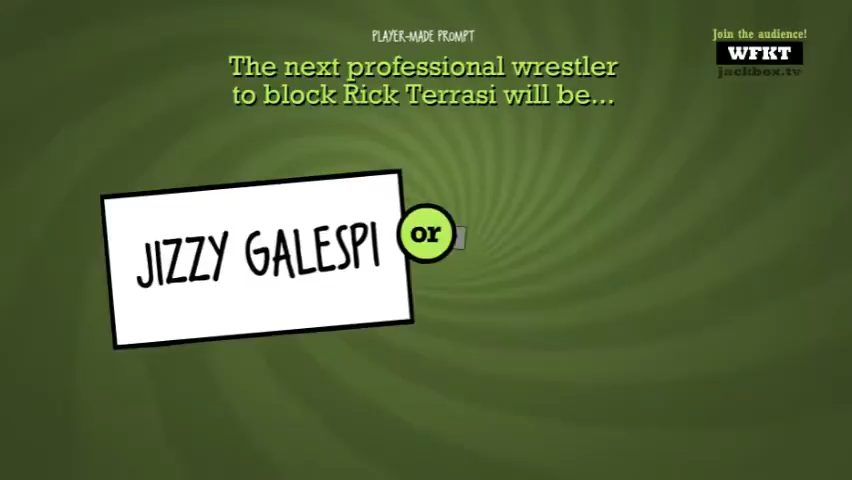 PLAYER-MADE PROMPT
The next professional wrestler
to block Rick Terrasi will be...
Join the audience!
WFKT
jackbox.tv
JIZZY GALESPI
or